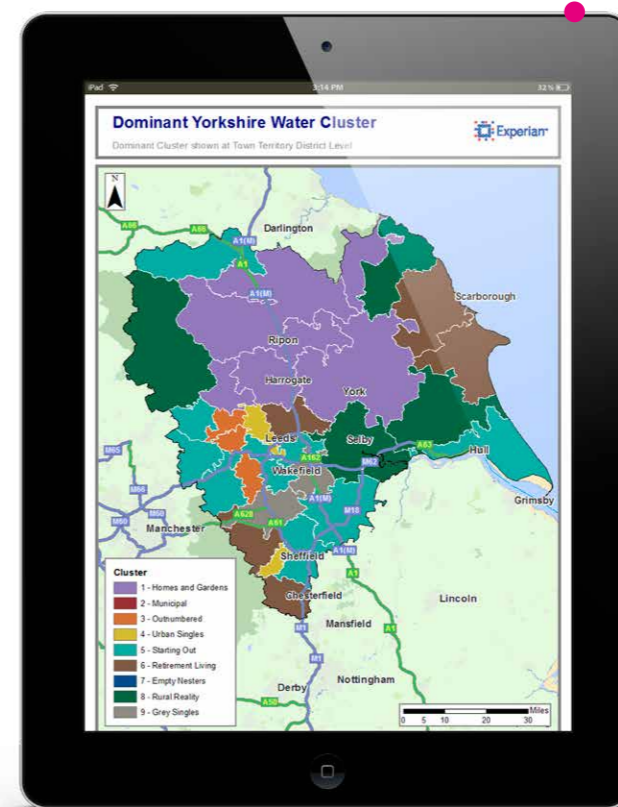 iPad 3:14 PM 32%
Dominant Yorkshire Water Cluster
Experian
Dominant Cluster shown at Town Territory District Level
N
Darlington
A66
A66
A1(M)
A1
A1(M)
Scarborough
Ripon
Harrogate
York
Leeds
Selby
A63
Hull
M65
A162
M62
Wakefield
M66
A1(M)
M18
Grimsby
M60
M60
A628
Manchester
A61
A1(M)
Sheffield
A1
Chesterfield
Lincoln
M1
Mansfield
A1
M1
Nottingham
Derby
A50
Cluster
1 - Homes and Gardens
2 - Municipal
3 - Outnumbered
4 - Urban Singles
5 - Starting Out
6 - Retirement Living
7 - Empty Nesters
8 - Rural Reality
9 - Grey Singles
Miles
0 5 10 20 30